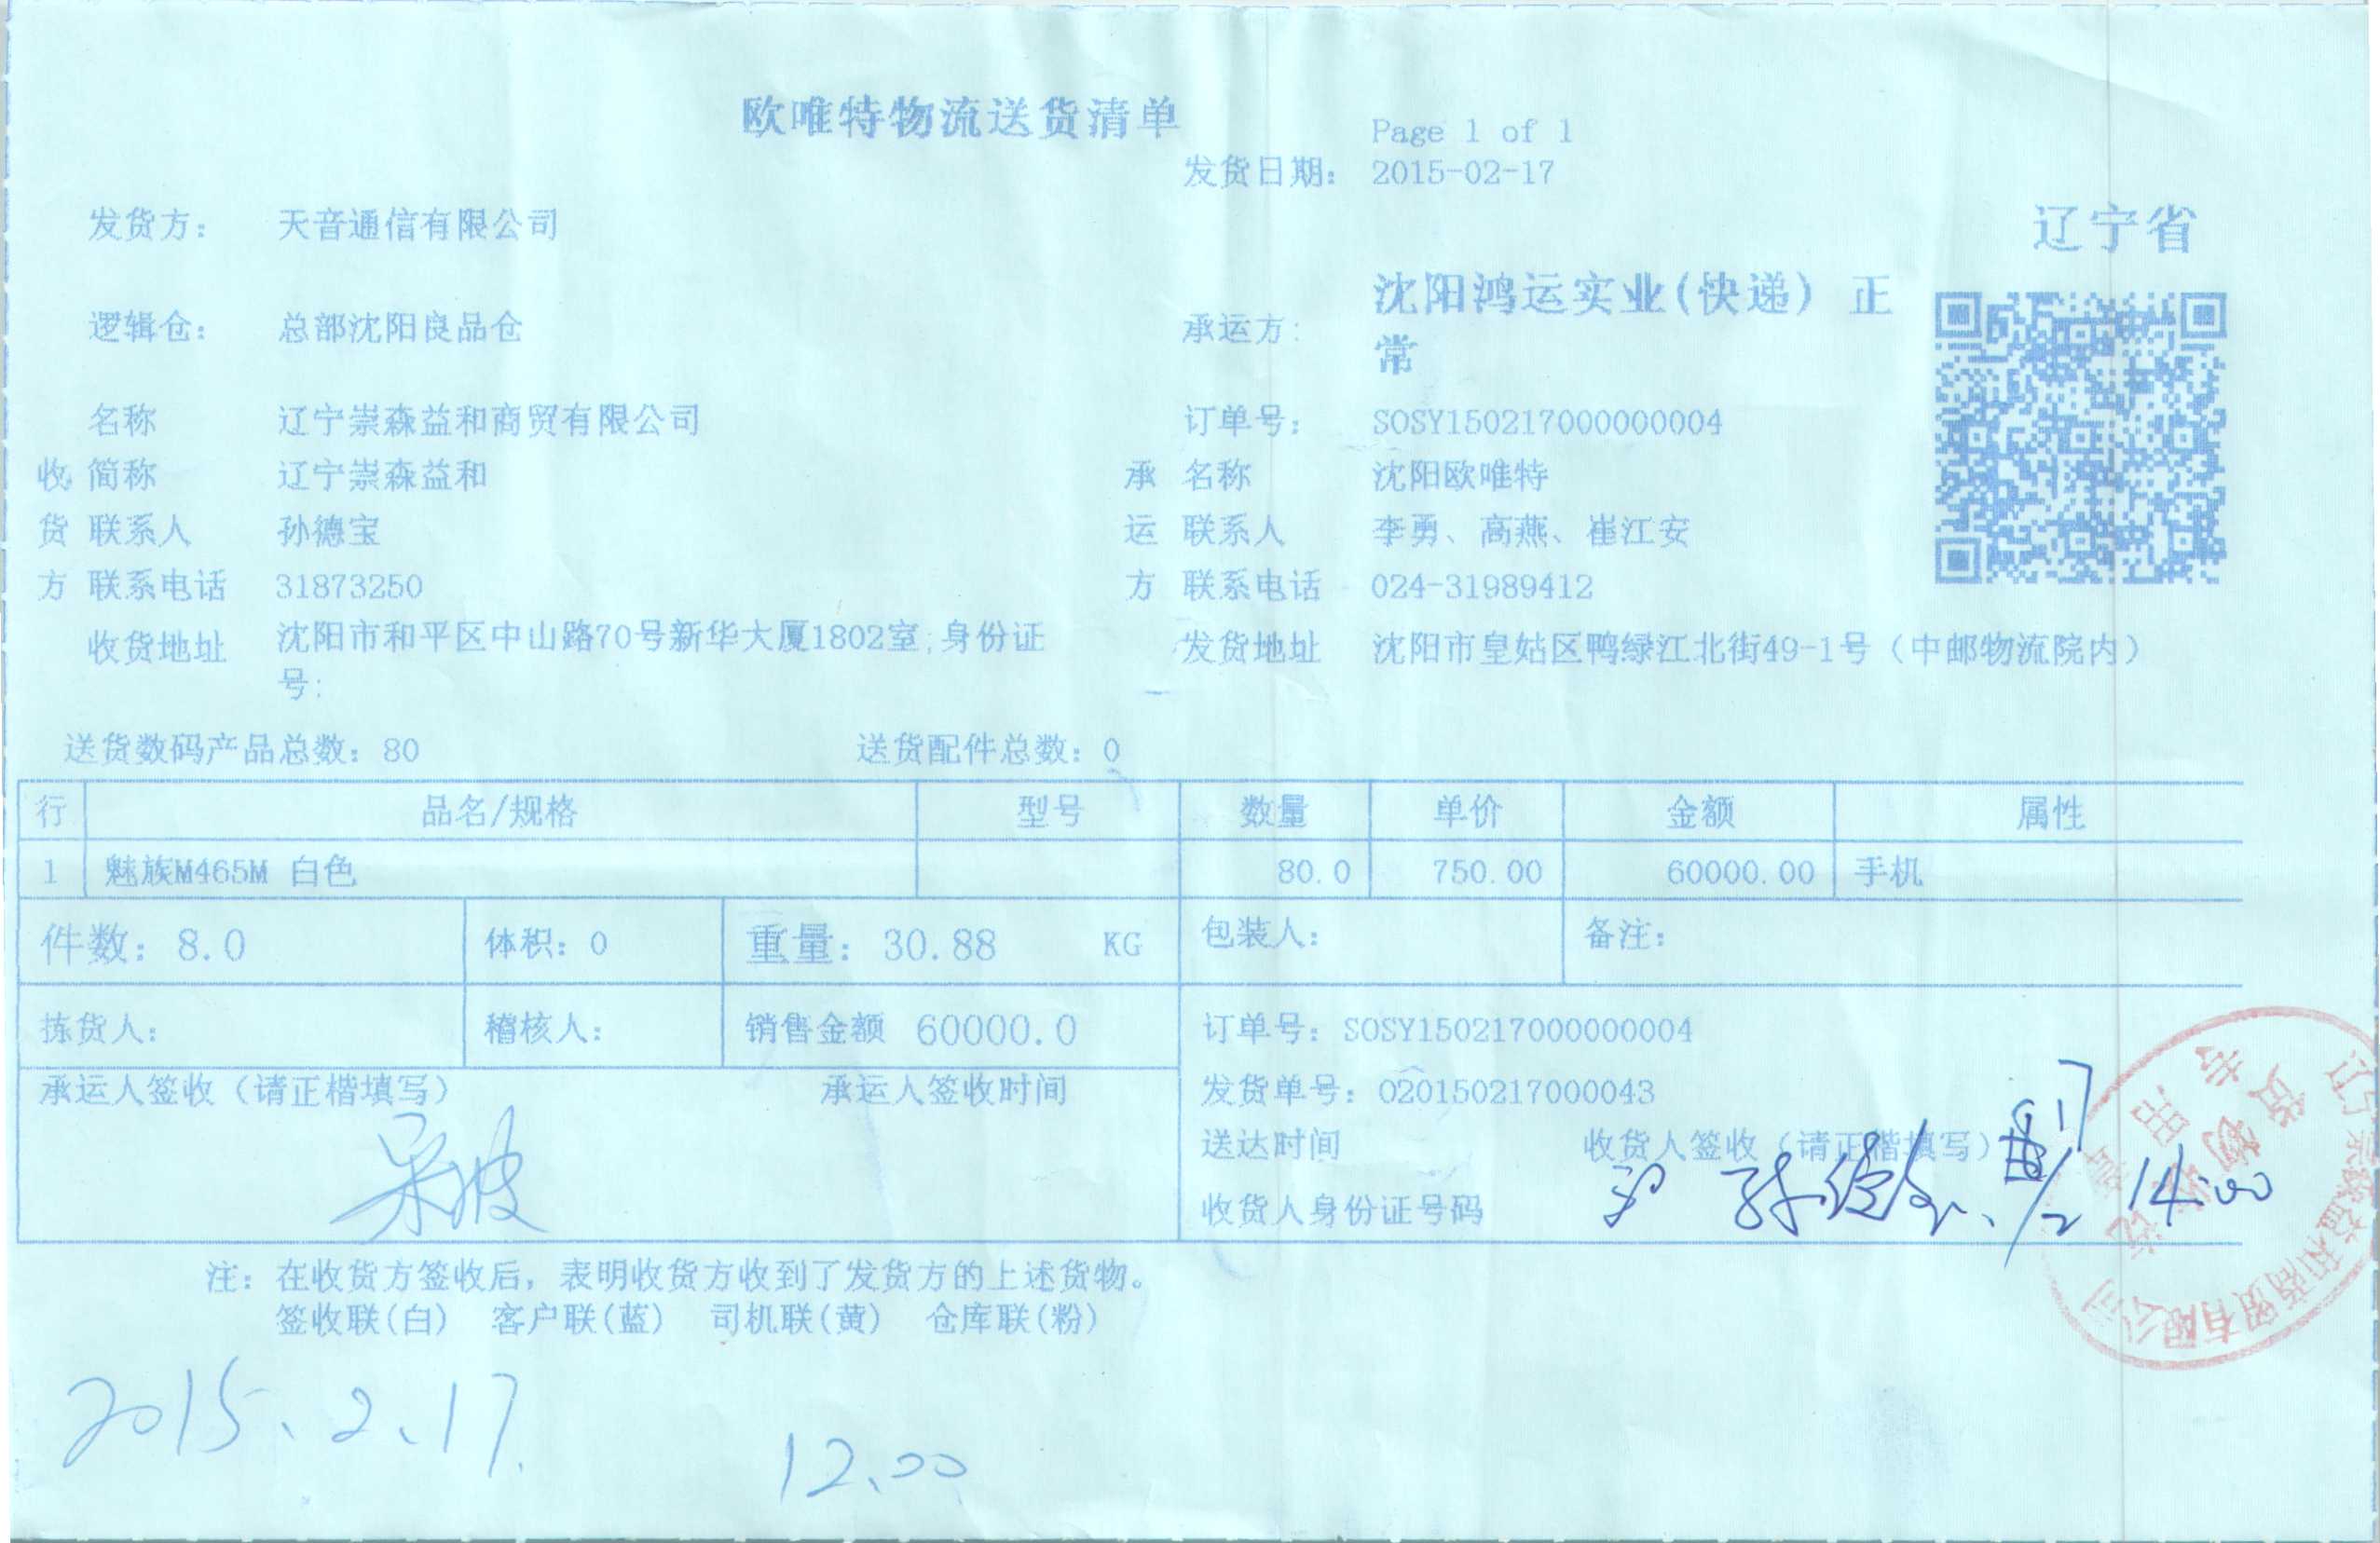 欧唯特物流送货清单
Page 1 of 1
发货日期: 2015-02-17
发货方: 天音通信有限公司
辽宁省
逻辑仓: 总部沈阳良品仓
承运方: 沈阳鸿运实业(快递) 正
常
名称 辽宁崇森益和商贸有限公司
订单号: SOSY150217000000004
收 简称 辽宁崇森益和
承 名称 沈阳欧唯特
货 联系人 孙德宝
运 联系人 李勇、高燕、崔江安
方 联系电话 31873250
方 联系电话 024-31989412
收货地址 沈阳市和平区中山路70号新华大厦1802室;身份证
号:
发货地址 沈阳市皇姑区鸭绿江北街49-1号（中邮物流院内）
送货数码产品总数: 80 送货配件总数: 0
行 品名/规格 型号 数量 单价 金额 属性
1 魅族M465M 白色 80.0 750.00 60000.00 手机
件数: 8.0 体积: 0 重量: 30.88 KG 包装人: 备注:
拣货人: 稽核人: 销售金额 60000.0
订单号: SOSY150217000000004
承运人签收（请正楷填写） 承运人签收时间
发货单号: 020150217000043
送达时间 收货人签收（请正楷填写）
吴波
收货人身份证号码
孙德宝
14:00
注: 在收货方签收后, 表明收货方收到了发货方的上述货物。
签收联(白) 客户联(蓝) 司机联(黄) 仓库联(粉)
2015、2、17.
12、00